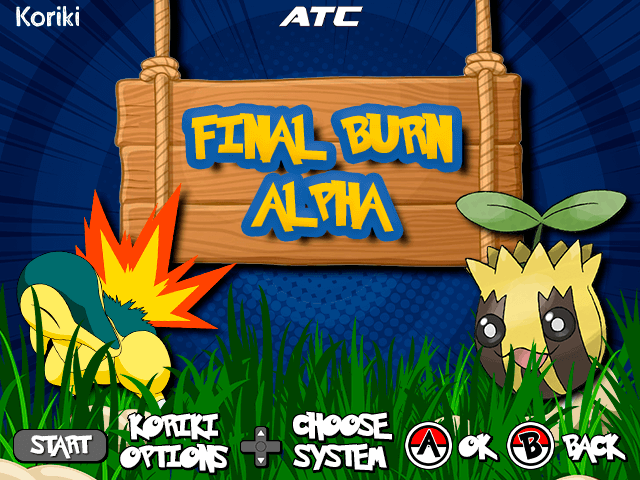 Koriki
ATC
FINAL BURN
ALPHA
START
KORIKI
OPTIONS
CHOOSE
SYSTEM
A
OK
B
BACK